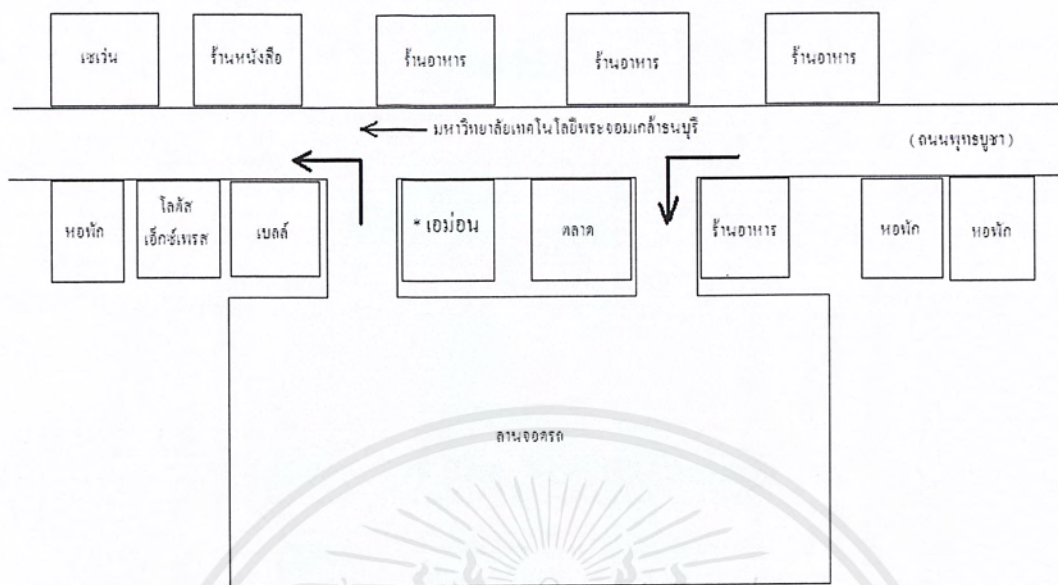 เซเว่น
ร้านหนังสือ
ร้านอาหาร
ร้านอาหาร
ร้านอาหาร
มหาวิทยาลัยเทคโนโลยีพระจอมเกล้าธนบุรี
(ถนนพุทธบูชา)
หอพัก
โลตัส
เอ็กซ์เพรส
เบลล์
* เอม่อน
ตลาด
ร้านอาหาร
หอพัก
หอพัก
ลานจอดรถ